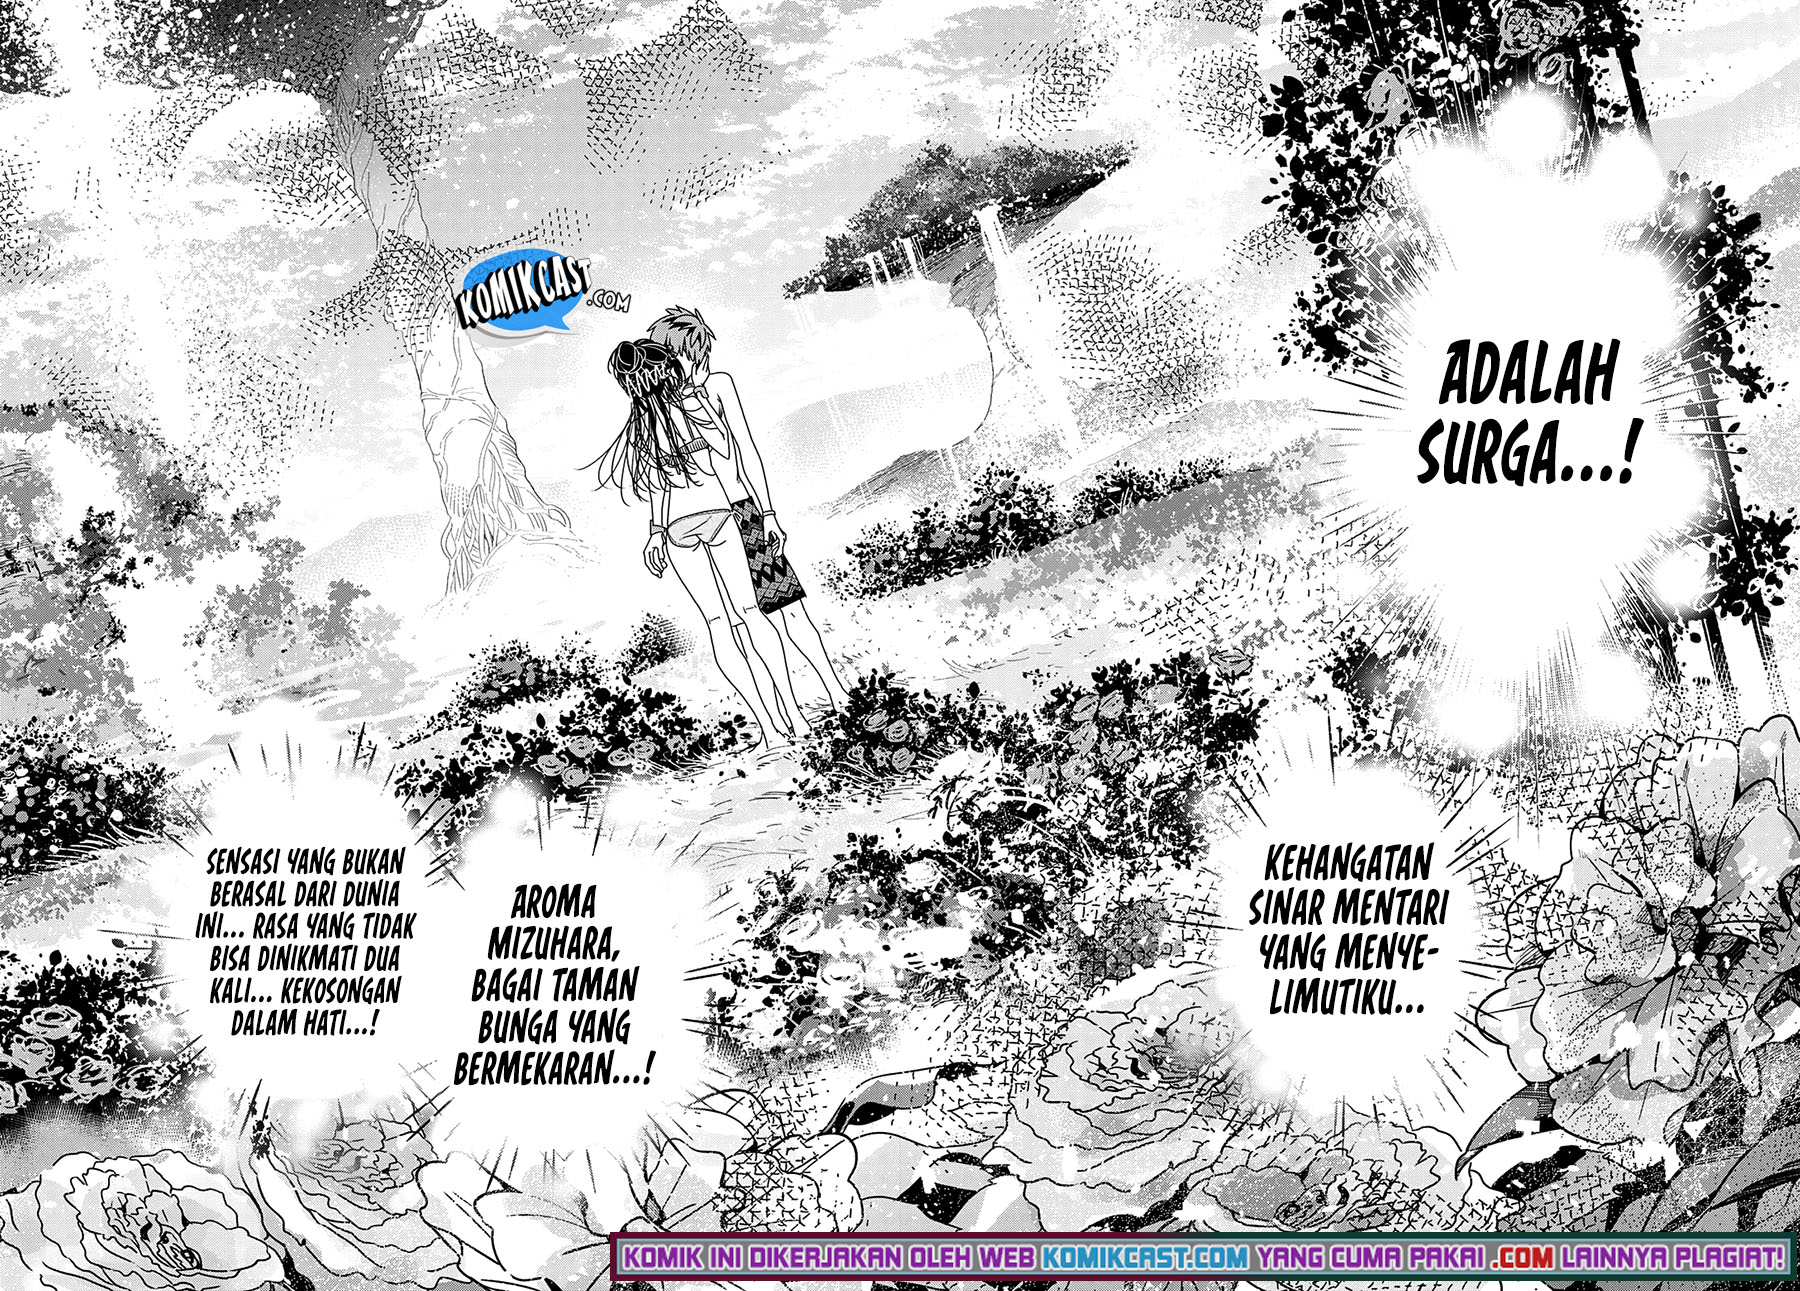 ADALAH
SURGA...!
KEHANGATAN
SINAR MENTARI
YANG MENYE-
LIMUTIKU...
AROMA
MIZUHARA,
BAGAI TAMAN
BUNGA YANG
BERMEKARAN...!
SENSASI YANG BUKAN
BERASAL DARI DUNIA
INI... RASA YANG TIDAK
BISA DINIKMATI DUA
KALI... KEKOSONGAN
DALAM HATI...!
KOMIKCAST
.COM
KOMIK INI DIKERJAKAN OLEH WEB KOMIKCAST.COM YANG CUMA PAKAI .COM LAINNYA PLAGIAT!